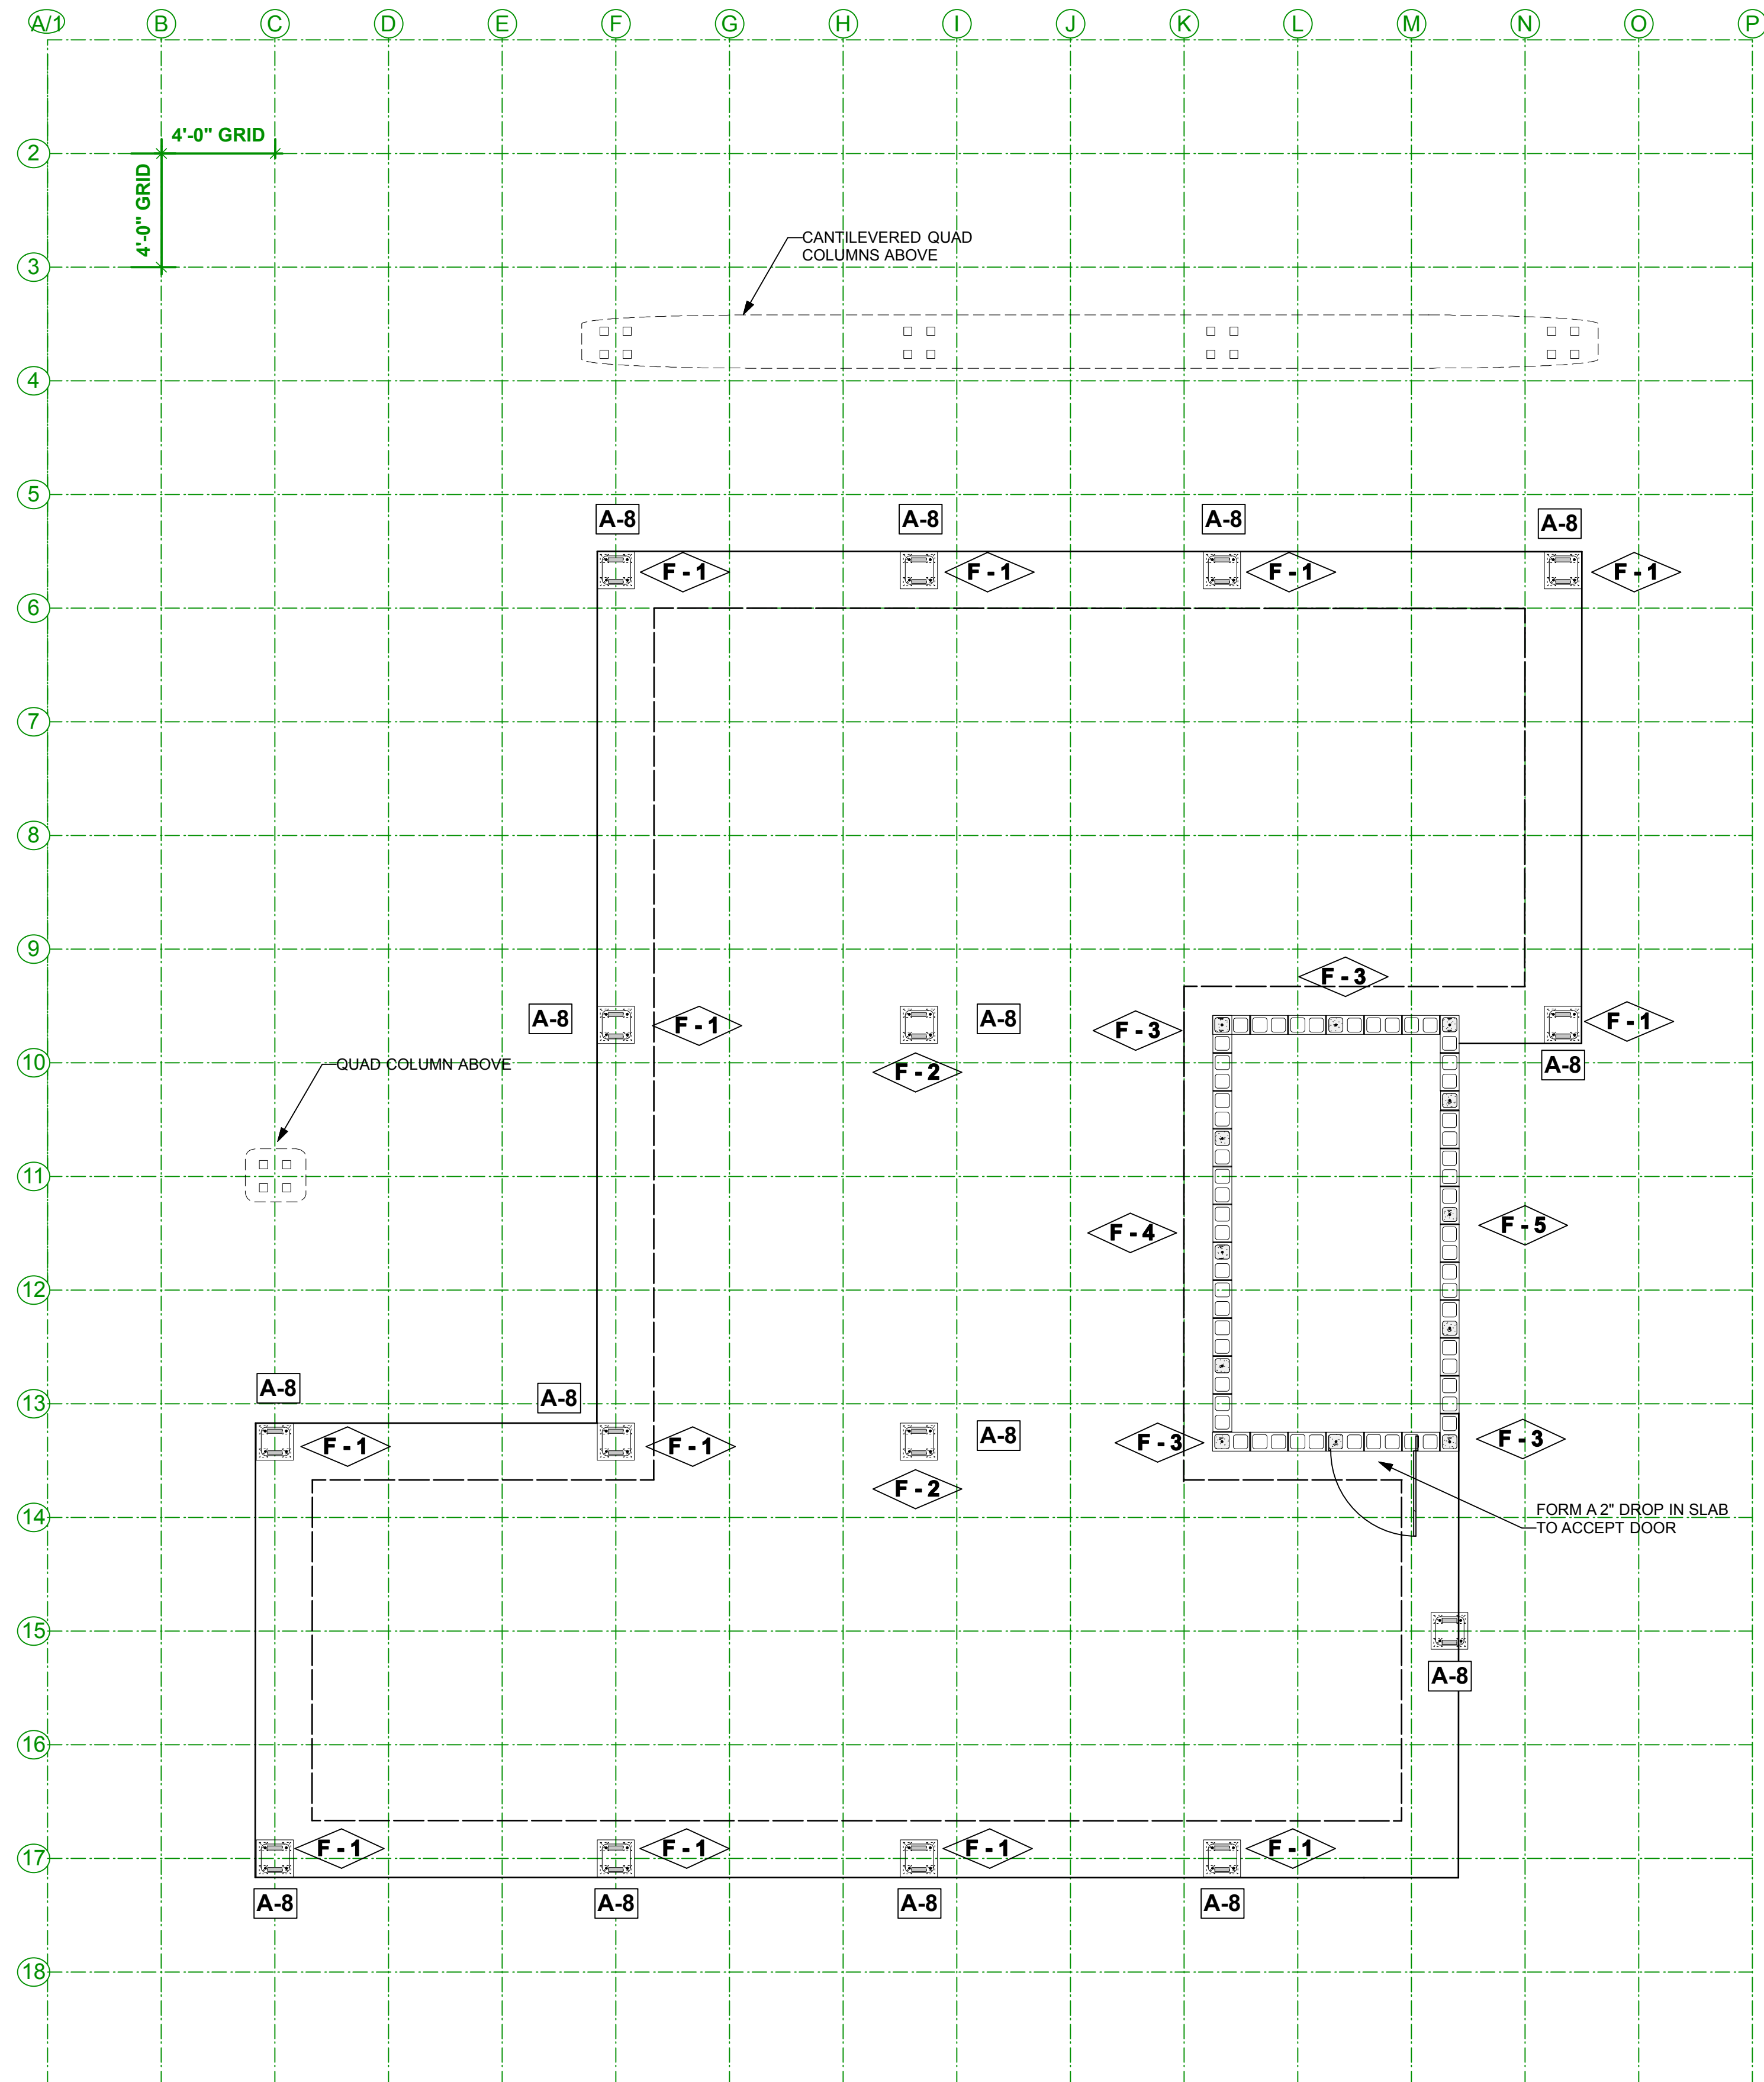 A/1 B C D E F G H I J K L M N O P
4'-0" GRID
2
4'-0" GRID
CANTILEVERED QUAD
COLUMNS ABOVE
3
4
5
A-8 A-8 A-8 A-8
F - 1 F - 1 F - 1 F - 1
6
7
8
9
F - 3
A-8 F - 1 A-8 F - 3 F - 1
10
QUAD COLUMN ABOVE
F - 2
A-8
11
F - 4 F - 5
12
A-8 A-8
13
F - 1 F - 1 A-8 F - 3 F - 3
F - 2
14
FORM A 2" DROP IN SLAB
TO ACCEPT DOOR
15
A-8
16
F - 1 F - 1 F - 1 F - 1
17
A-8 A-8 A-8 A-8
18